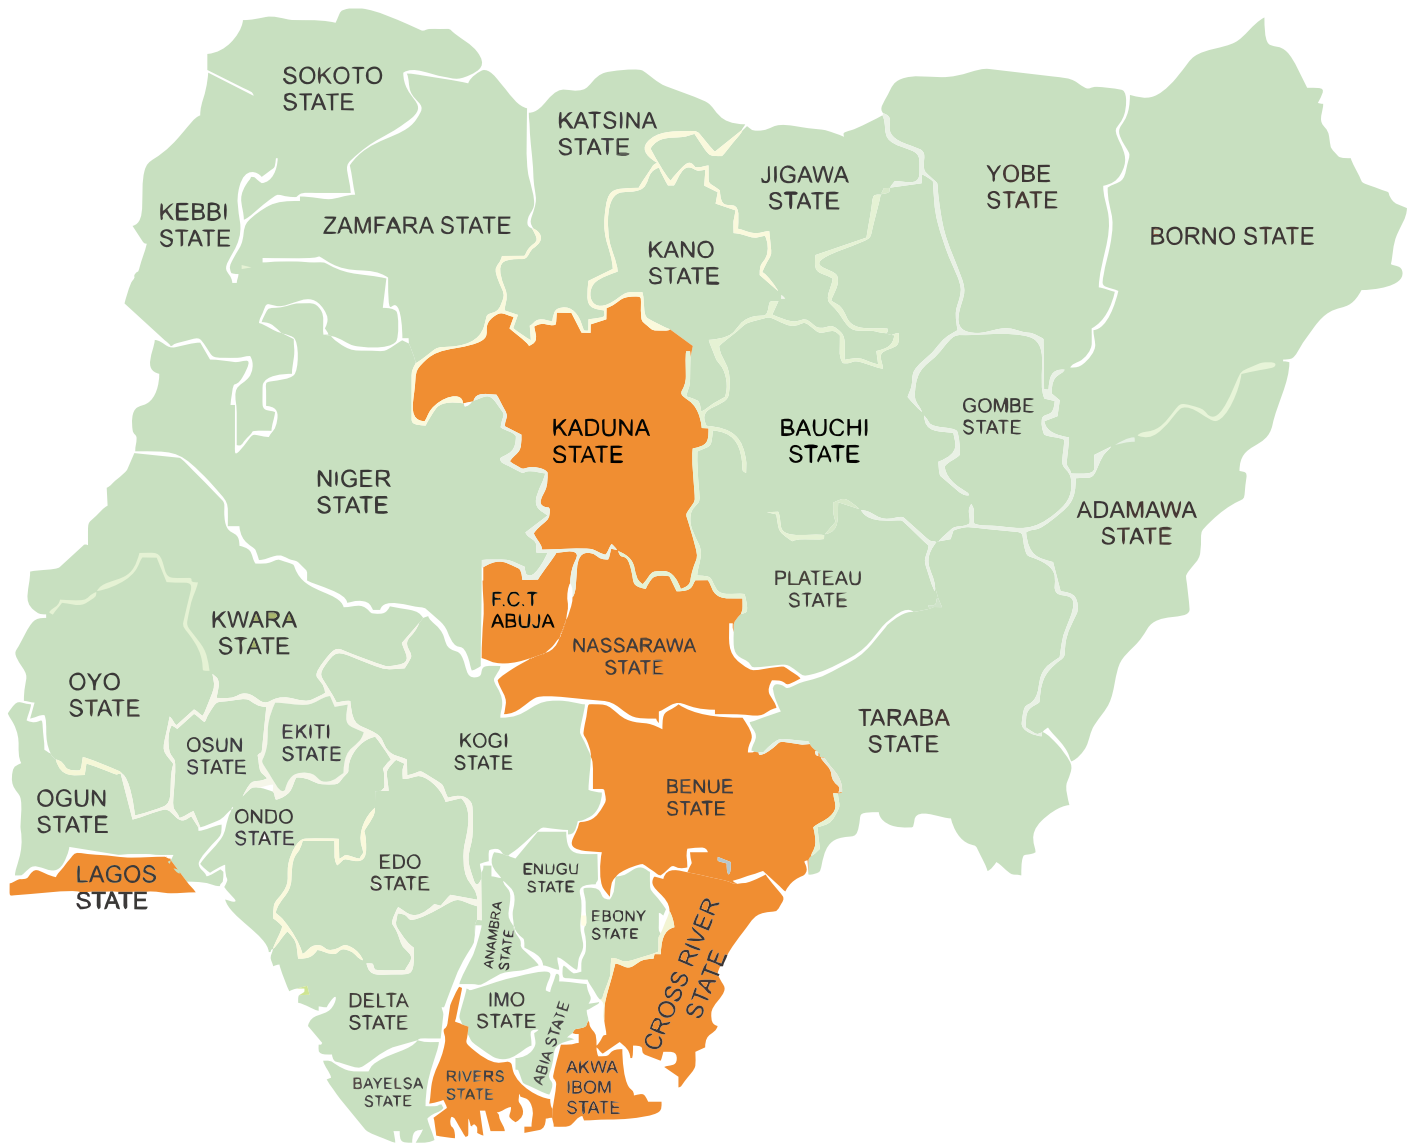 SOKOTO
STATE
KATSINA
STATE
JIGAWA
STATE
YOBE
STATE
KEBBI
STATE
ZAMFARA STATE
BORNO STATE
KANO
STATE
GOMBE
STATE
KADUNA
STATE
BAUCHI
STATE
NIGER
STATE
ADAMAWA
STATE
PLATEAU
STATE
F.C.T
ABUJA
KWARA
STATE
NASSARAWA
STATE
OYO
STATE
TARABA
STATE
OSUN
STATE
EKITI
STATE
KOGI
STATE
OGUN
STATE
BENUE
STATE
ONDO
STATE
LAGOS
STATE
EDO
STATE
ENUGU
STATE
EBONY
STATE
ANAMBRA
STATE
CROSS RIVER
STATE
DELTA
STATE
IMO
STATE
ABIA STATE
BAYELSA
STATE
RIVERS
STATE
AKWA
IBOM
STATE